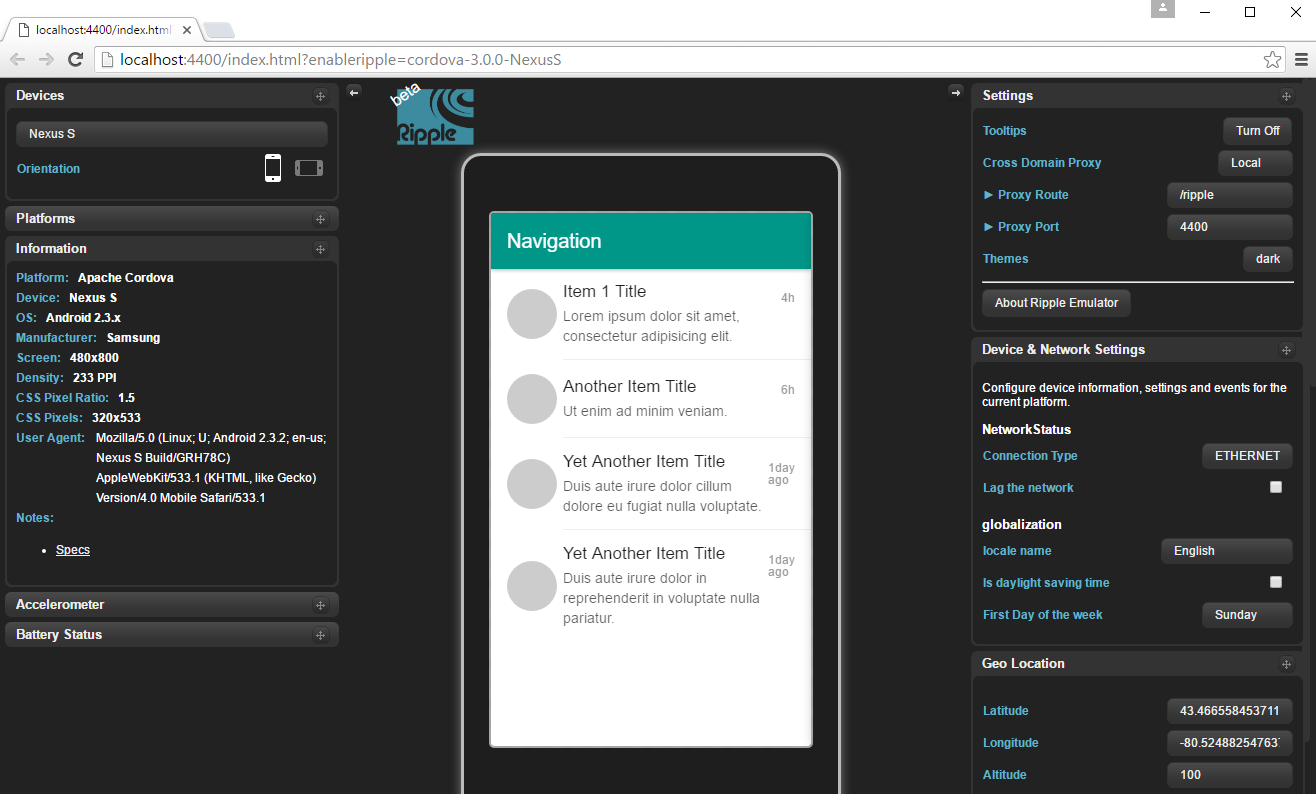 localhost:4400/index.html
localhost:4400/index.html?enableripple=cordova-3.0.0-NexusS
Devices
Nexus S
Orientation
Platforms
Information
Platform: Apache Cordova
Device: Nexus S
OS: Android 2.3.x
Manufacturer: Samsung
Screen: 480x800
Density: 233 PPI
CSS Pixel Ratio: 1.5
CSS Pixels: 320x533
User Agent: Mozilla/5.0 (Linux; U; Android 2.3.2; en-us;
Nexus S Build/GRH78C)
AppleWebKit/533.1 (KHTML, like Gecko)
Version/4.0 Mobile Safari/533.1
Notes:
Specs
Accelerometer
Battery Status
beta
Ripple
Navigation
Item 1 Title
4h
Lorem ipsum dolor sit amet,
consectetur adipisicing elit.
Another Item Title
6h
Ut enim ad minim veniam.
Yet Another Item Title
1day
ago
Duis aute irure dolor cillum
dolore eu fugiat nulla voluptate.
Yet Another Item Title
1day
ago
Duis aute irure dolor in
reprehenderit in voluptate nulla
pariatur.
Settings
Tooltips Turn Off
Cross Domain Proxy Local
► Proxy Route /ripple
► Proxy Port 4400
Themes dark
About Ripple Emulator
Device & Network Settings
Configure device information, settings and events for the
current platform.
NetworkStatus
Connection Type ETHERNET
Lag the network
globalization
locale name English
Is daylight saving time
First Day of the week Sunday
Geo Location
Latitude 43.466558453711
Longitude -80.52488254763
Altitude 100